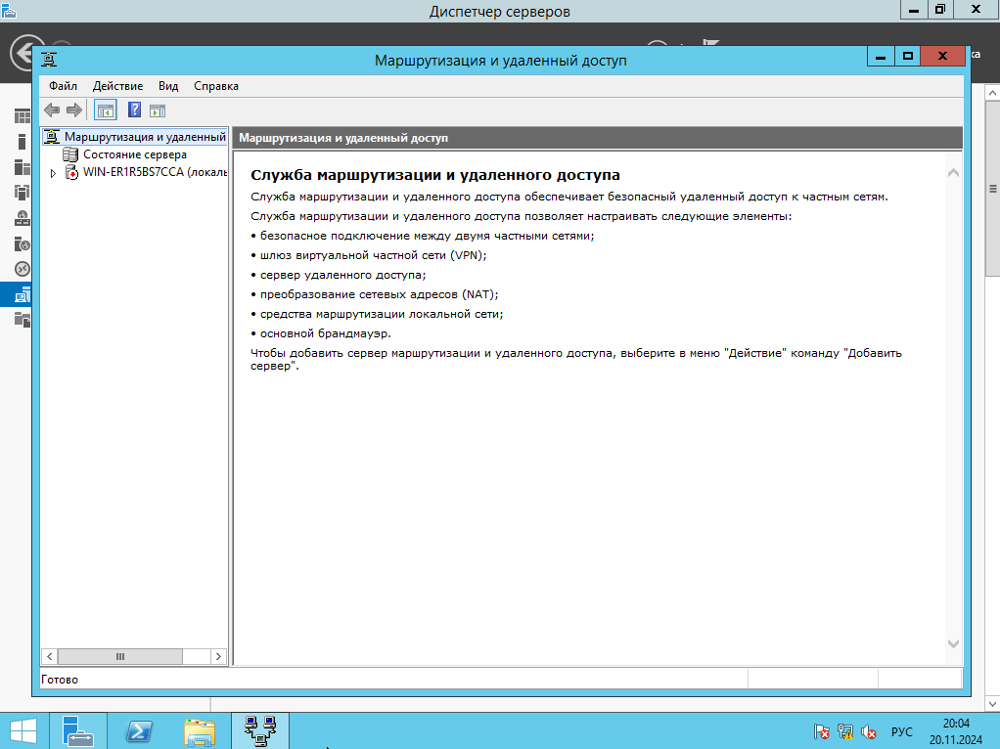 Диспетчер серверов
ка
Маршрутизация и удаленный доступ
Файл Действие Вид Справка
Маршрутизация и удаленный
Состояние сервера
WIN-ER1R5BS7CCA (локаль
Маршрутизация и удаленный доступ
Служба маршрутизации и удаленного доступа
Служба маршрутизации и удаленного доступа обеспечивает безопасный удаленный доступ к частным сетям.
Служба маршрутизации и удаленного доступа позволяет настраивать следующие элементы:
• безопасное подключение между двумя частными сетями;
• шлюз виртуальной частной сети (VPN);
• сервер удаленного доступа;
• преобразование сетевых адресов (NAT);
• средства маршрутизации локальной сети;
• основной брандмауэр.
Чтобы добавить сервер маршрутизации и удаленного доступа, выберите в меню "Действие" команду "Добавить
сервер".
Готово
РУС
20:04
20.11.2024